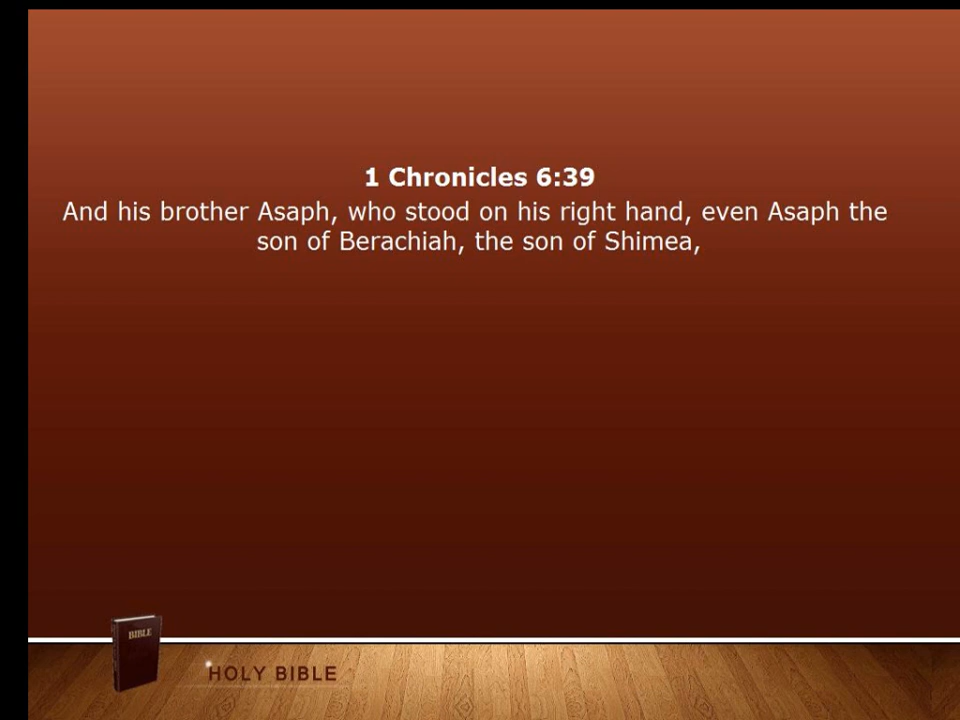 1 Chronicles 6:39
And his brother Asaph, who stood on his right hand, even Asaph the
son of Berachiah, the son of Shimea,
BIBLE
HOLY BIBLE